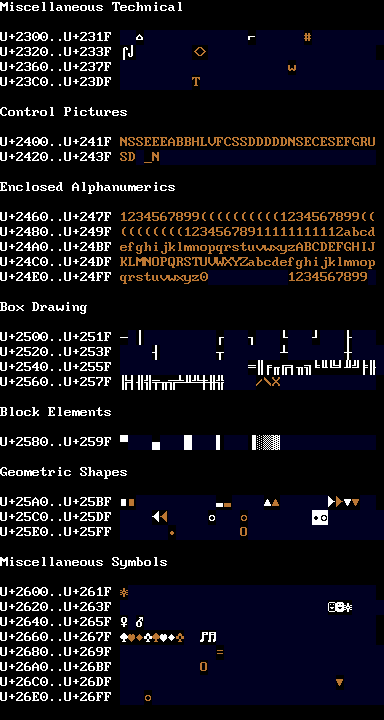 Miscellaneous Technical
U+2300..U+231F ⌂ ⌐ #
U+2320..U+233F ⌠⌡ ◇
U+2360..U+237F w
U+23C0..U+23DF T
Control Pictures
U+2400..U+241F NSSEEEABBHLVFCSSDDDDDNSECESEFGRU
U+2420..U+243F SD _N
Enclosed Alphanumerics
U+2460..U+247F 1234567899((((((((((1234567899((
U+2480..U+249F ((((((((12345678911111111112abcd
U+24A0..U+24BF efghijklmnopqrstuvwxyzABCDEFGHIJ
U+24C0..U+24DF KLMNOPQRSTUVWXYZabcdefghijklmnop
U+24E0..U+24FF qrstuvwxyz0 1234567899
Box Drawing
U+2500..U+251F ─ │ ┌ ┐ └ ┘ ├
U+2520..U+253F ┤ ┬ ┴ ┼
U+2540..U+255F ═║╒╓╔╕╖╗╘╙╚╛╜╝╞╟
U+2560..U+257F ╠╡╢╣╤╥╦╧╨╩╪╫╬ ╱╲╳
Block Elements
U+2580..U+259F ▀ ▄ █ ▌ ▐░▒▓
Geometric Shapes
U+25A0..U+25BF ■■ ▬▬ ▲▲ ►►▼▼
U+25C0..U+25DF ◄◄ ○ ○ ◘◙
U+25E0..U+25FF • O
Miscellaneous Symbols
U+2600..U+261F ☼
U+2620..U+263F ☺☻☼
U+2640..U+265F ♀ ♂
U+2660..U+267F ♠♥♦♣♠♥♦♣ ♪♫
U+2680..U+269F =
U+26A0..U+26BF O
U+26C0..U+26DF ▼
U+26E0..U+26FF ○